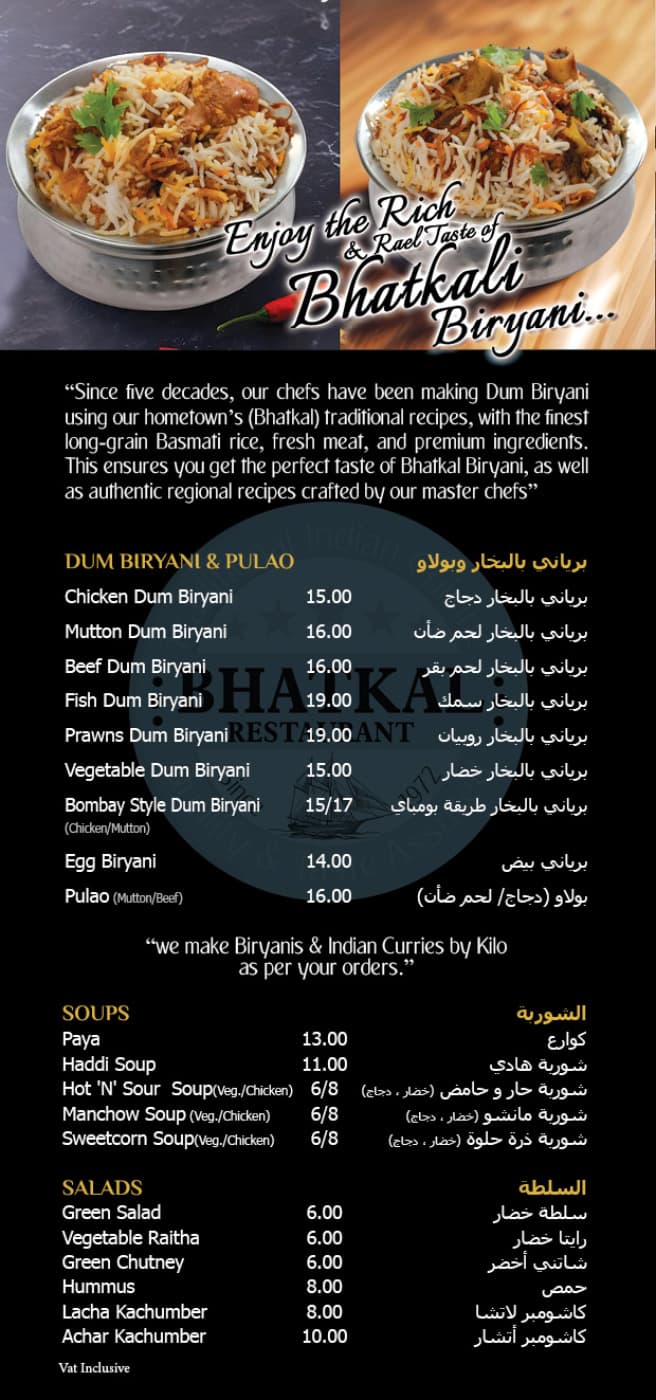 Enjoy the Rich
& Rael Taste of
Bhatkali
Biryani...
“Since five decades, our chefs have been making Dum Biryani
using our hometown’s (Bhatkal) traditional recipes, with the finest
long-grain Basmati rice, fresh meat, and premium ingredients.
This ensures you get the perfect taste of Bhatkal Biryani, as well
as authentic regional recipes crafted by our master chefs”
DUM BIRYANI & PULAO برياني بالبخار وبولاو
Chicken Dum Biryani 15.00 برياني بالبخار دجاج
Mutton Dum Biryani 16.00 برياني بالبخار لحم ضأن
Beef Dum Biryani 16.00 برياني بالبخار لحم بقر
Fish Dum Biryani 19.00 برياني بالبخار سمك
Prawns Dum Biryani 19.00 برياني بالبخار روبيان
Vegetable Dum Biryani 15.00 برياني بالبخار خضار
Bombay Style Dum Biryani 15/17 برياني بالبخار طريقة بومباي
(Chicken/Mutton)
Egg Biryani 14.00 برياني بيض
Pulao (Mutton/Beef) 16.00 بولاو (دجاج/ لحم ضأن)
BHATKAL
RESTAURANT
Since 1972
“we make Biryanis & Indian Curries by Kilo
as per your orders.”
SOUPS الشوربة
Paya 13.00 كوارع
Haddi Soup 11.00 شوربة هادي
Hot 'N' Sour Soup(Veg./Chicken) 6/8 شوربة حار و حامض (خضار ، دجاج)
Manchow Soup (Veg./Chicken) 6/8 شوربة مانشو (خضار ، دجاج)
Sweetcorn Soup(Veg./Chicken) 6/8 شوربة ذرة حلوة (خضار ، دجاج)
SALADS السلطة
Green Salad 6.00 سلطة خضار
Vegetable Raitha 6.00 رايتا خضار
Green Chutney 6.00 شاتني أخضر
Hummus 8.00 حمص
Lacha Kachumber 8.00 كاشومبر لاتشا
Achar Kachumber 10.00 كاشومبر أتشار
Vat Inclusive